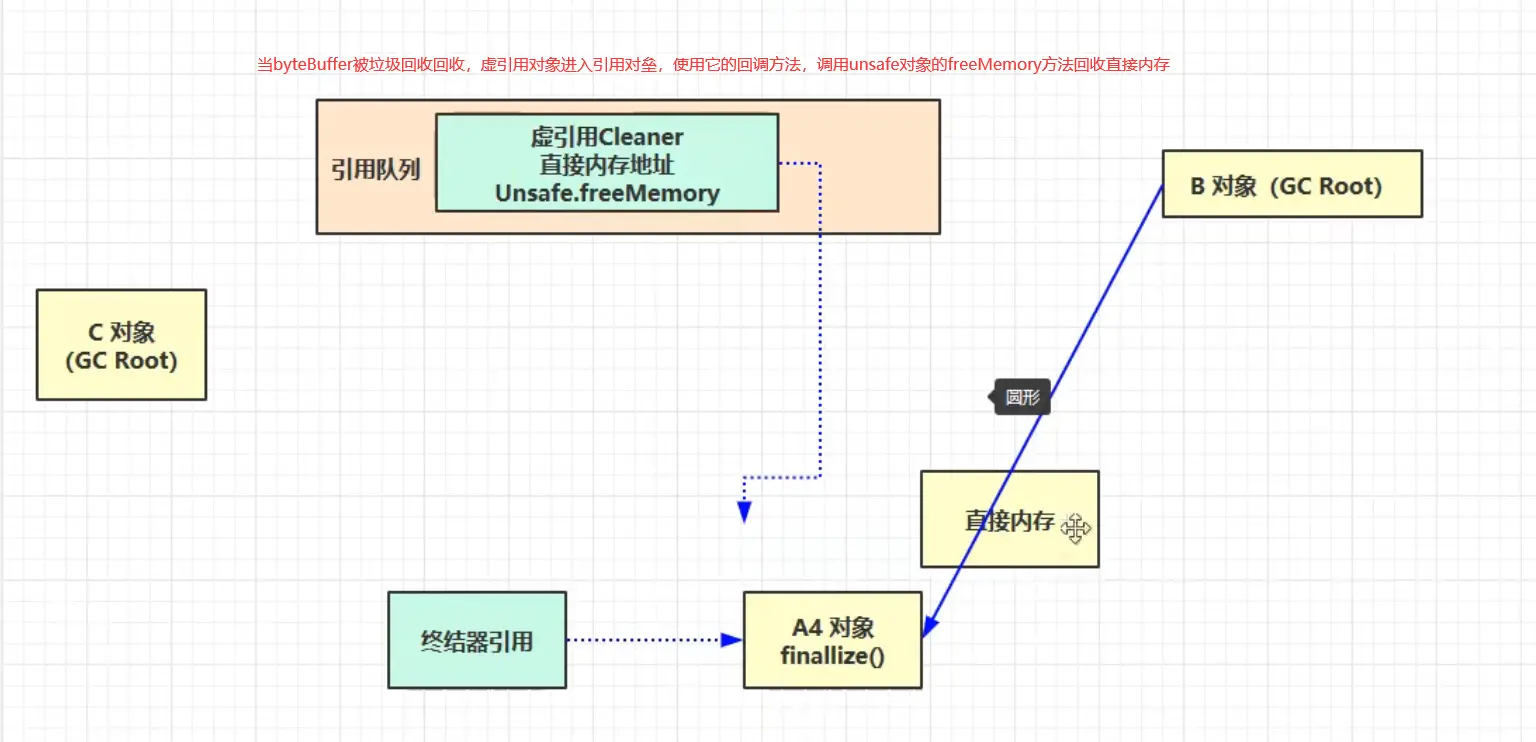 当byteBuffer被垃圾回收回收，虚引用对象进入引用对垒，使用它的回调方法，调用unsafe对象的freeMemory方法回收直接内存
引用队列
虚引用Cleaner
直接内存地址
Unsafe.freeMemory
B 对象（GC Root)
C 对象
(GC Root)
圆形
直接内存
终结器引用
A4 对象
finallize()